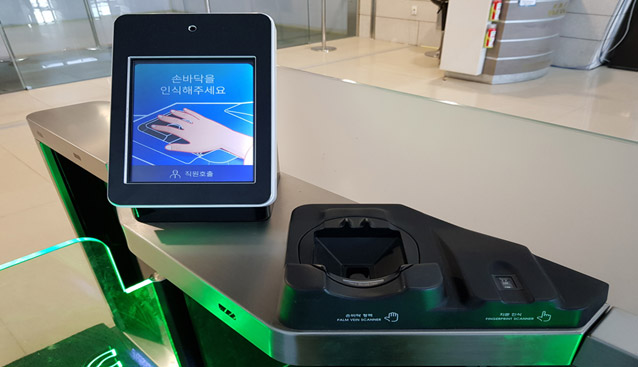 손바닥을
인식해주세요
직원호출
손바닥 정맥
PALM VEIN SCANNER
지문 인식
FINGERPRINT SCANNER